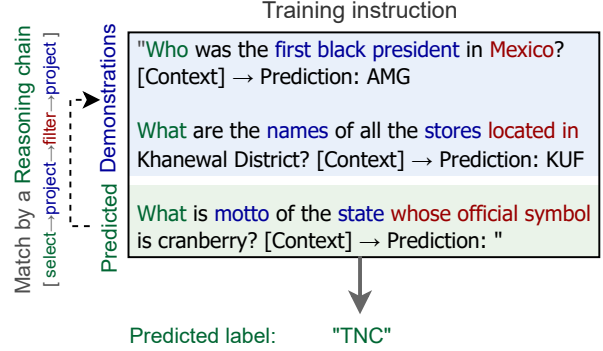 Training instruction
Match by a Reasoning chain
[ select→project→filter→project ]
Demonstrations
Predicted
"Who was the first black president in Mexico?
[Context] → Prediction: AMG
What are the names of all the stores located in
Khanewal District? [Context] → Prediction: KUF
What is motto of the state whose official symbol
is cranberry? [Context] → Prediction: "
Predicted label: "TNC"